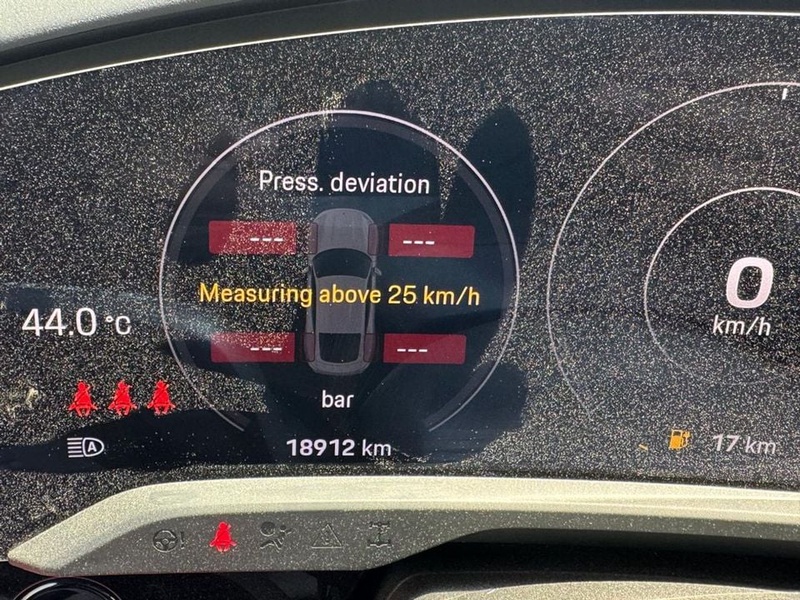 Press. deviation
--- ---
Measuring above 25 km/h
--- ---
bar
18912 km
44.0 °C
A
0
km/h
17 km